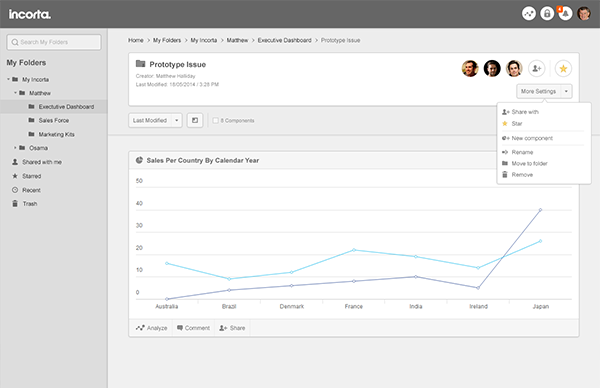 incorta.
6
Search My Folders
Home > My Folders > My Incorta > Matthew > Executive Dashboard > Prototype Issue
My Folders
My Incorta
Matthew
Executive Dashboard
Sales Force
Marketing Kits
Osama
Shared with me
Starred
Recent
Trash
Prototype Issue
Creator: Matthew Halliday
Last Modified: 18/05/2014 / 3:28 PM
More Settings
Share with
Star
New component
Rename
Move to folder
Remove
Last Modified
8 Components
Sales Per Country By Calendar Year
50
40
30
20
10
0
Australia Brazil Denmark France India Ireland Japan
Analyze Comment Share